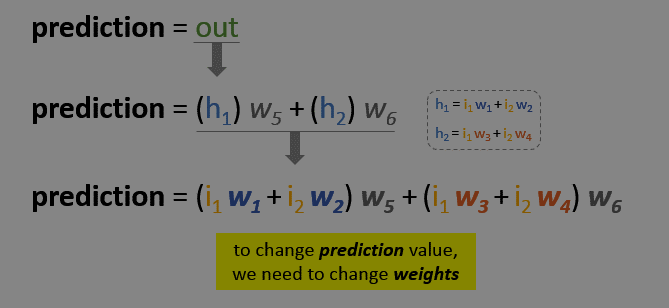 prediction = out
prediction = (h₁) w₅ + (h₂) w₆
h₁ = i₁ w₁ + i₂ w₂
h₂ = i₁ w₃ + i₂ w₄
prediction = (i₁ w₁ + i₂ w₂) w₅ + (i₁ w₃ + i₂ w₄) w₆
to change prediction value,
we need to change weights